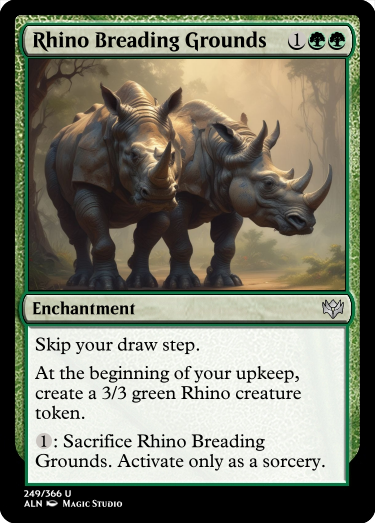 Rhino Breading Grounds 1
Enchantment
Skip your draw step.
At the beginning of your upkeep,
create a 3/3 green Rhino creature
token.
1: Sacrifice Rhino Breading
Grounds. Activate only as a sorcery.
249/366 U
ALN Magic Studio